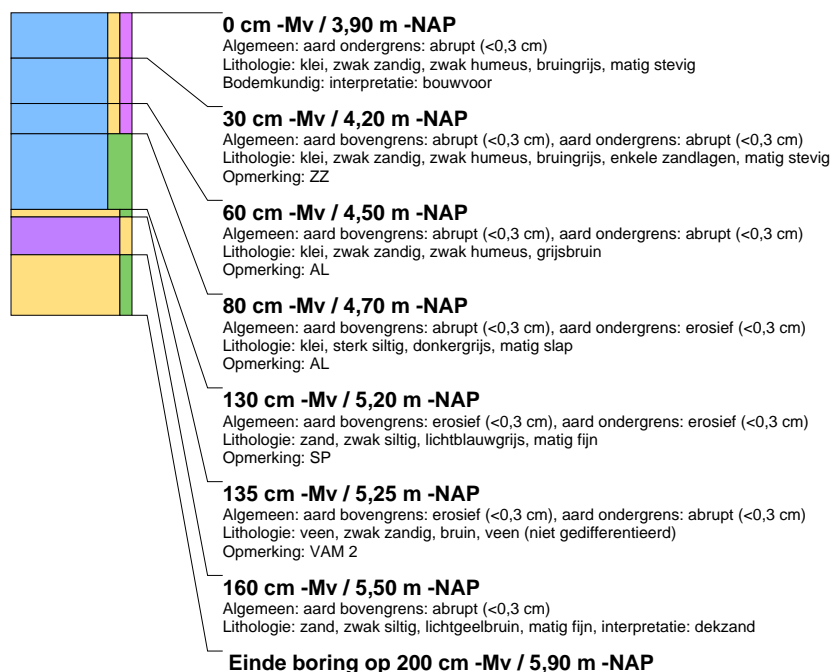 0 cm -Mv / 3,90 m -NAP
Algemeen: aard ondergrens: abrupt (<0,3 cm)
Lithologie: klei, zwak zandig, zwak humeus, bruingrijs, matig stevig
Bodemkundig: interpretatie: bouwvoor
30 cm -Mv / 4,20 m -NAP
Algemeen: aard bovengrens: abrupt (<0,3 cm), aard ondergrens: abrupt (<0,3 cm)
Lithologie: klei, zwak zandig, zwak humeus, bruingrijs, enkele zandlagen, matig stevig
Opmerking: ZZ
60 cm -Mv / 4,50 m -NAP
Algemeen: aard bovengrens: abrupt (<0,3 cm), aard ondergrens: abrupt (<0,3 cm)
Lithologie: klei, zwak zandig, zwak humeus, grijsbruin
Opmerking: AL
80 cm -Mv / 4,70 m -NAP
Algemeen: aard bovengrens: abrupt (<0,3 cm), aard ondergrens: erosief (<0,3 cm)
Lithologie: klei, sterk siltig, donkergrijs, matig slap
Opmerking: AL
130 cm -Mv / 5,20 m -NAP
Algemeen: aard bovengrens: erosief (<0,3 cm), aard ondergrens: erosief (<0,3 cm)
Lithologie: zand, zwak siltig, lichtblauwgrijs, matig fijn
Opmerking: SP
135 cm -Mv / 5,25 m -NAP
Algemeen: aard bovengrens: erosief (<0,3 cm), aard ondergrens: abrupt (<0,3 cm)
Lithologie: veen, zwak zandig, bruin, veen (niet gedifferentieerd)
Opmerking: VAM 2
160 cm -Mv / 5,50 m -NAP
Algemeen: aard bovengrens: abrupt (<0,3 cm)
Lithologie: zand, zwak siltig, lichtgeelbruin, matig fijn, interpretatie: dekzand
Einde boring op 200 cm -Mv / 5,90 m -NAP